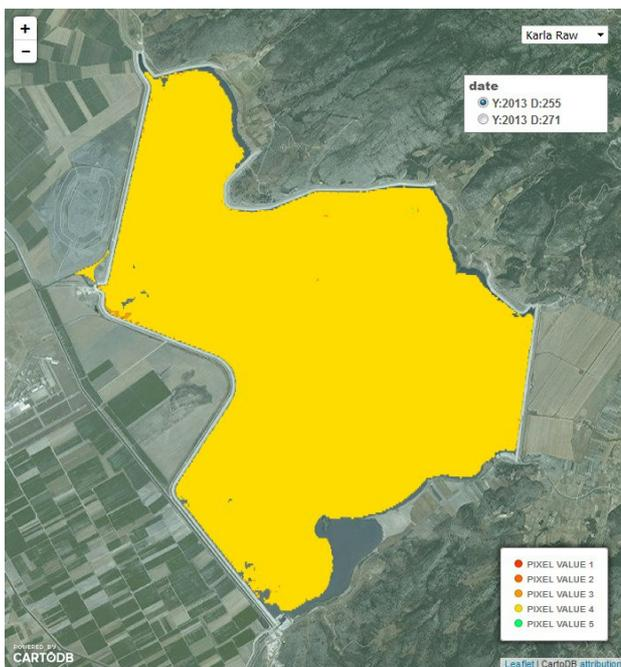 +
−
Karla Raw
date
Y:2013 D:255
Y:2013 D:271
PIXEL VALUE 1
PIXEL VALUE 2
PIXEL VALUE 3
PIXEL VALUE 4
PIXEL VALUE 5
POWERED BY
CARTODB
Leaflet | CartoDB attribution